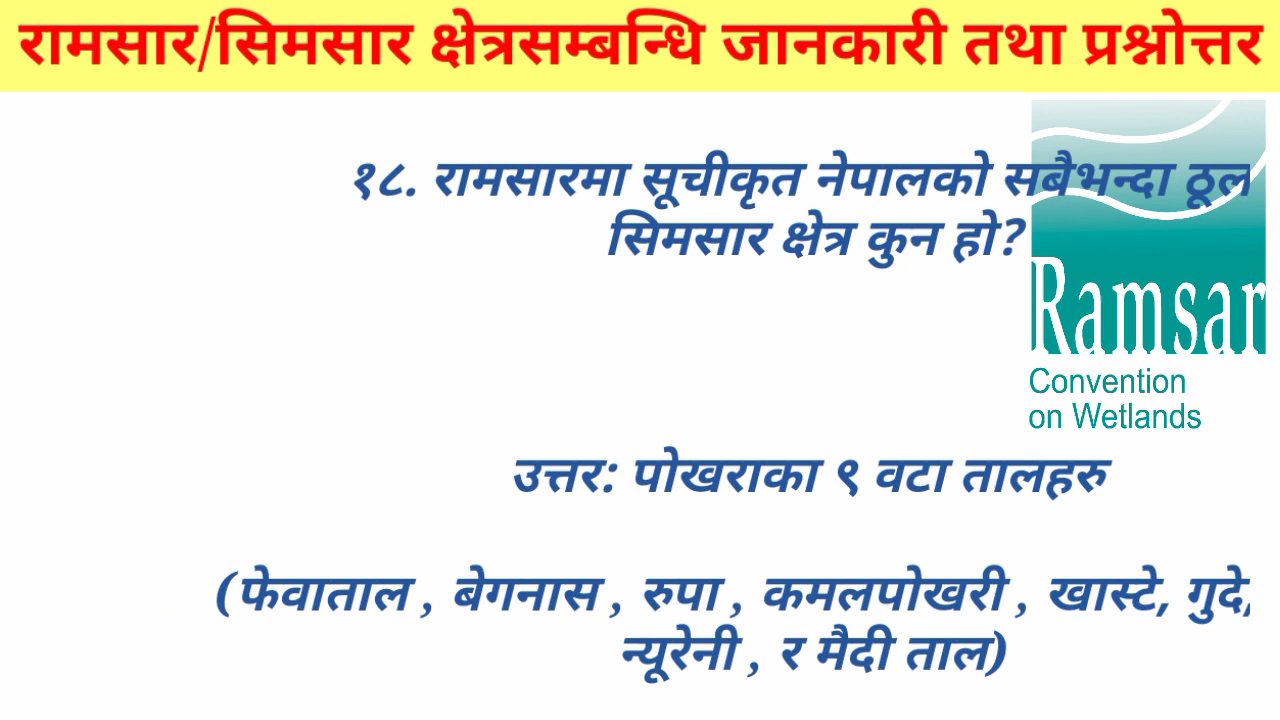 रामसार/सिमसार क्षेत्रसम्बन्धि जानकारी तथा प्रश्नोत्तर
१८. रामसारमा सूचीकृत नेपालको सबैभन्दा ठूल
सिमसार क्षेत्र कुन हो?
Ramsar
Convention
on Wetlands
उत्तर: पोखराका ९ वटा तालहरु
(फेवाताल , बेगनास , रुपा , कमलपोखरी , खास्टे, गुदे,
न्यूरेनी , र मैदी ताल)